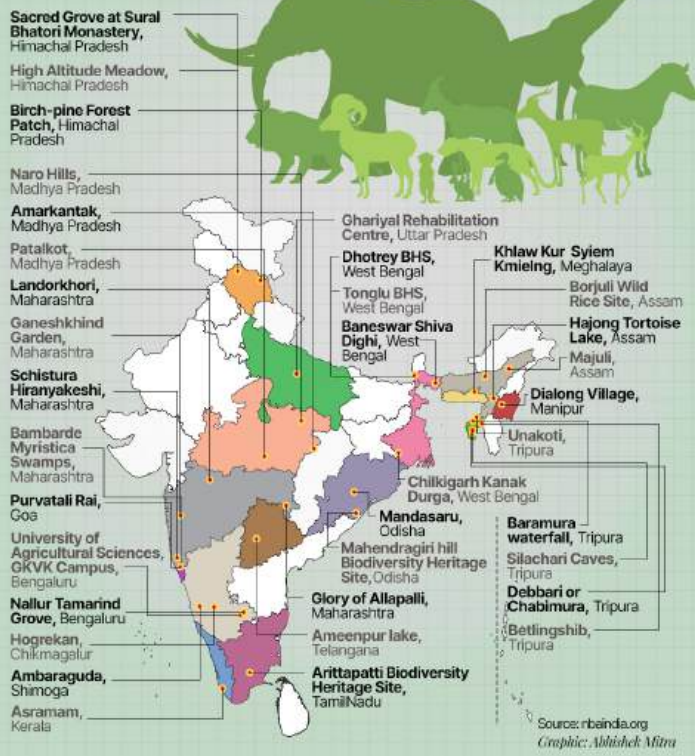 Sacred Grove at Sural
Bhatori Monastery,
Himachal Pradesh
High Altitude Meadow,
Himachal Pradesh
Birch-pine Forest
Patch, Himachal
Pradesh
Naro Hills,
Madhya Pradesh
Amarkantak,
Madhya Pradesh
Patalkot,
Madhya Pradesh
Landorkhori,
Maharashtra
Ganeshkhind
Garden,
Maharashtra
Schistura
Hiranyakeshi,
Maharashtra
Bambarde
Myristica
Swamps,
Maharashtra
Purvatali Rai,
Goa
University of
Agricultural Sciences,
GKVK Campus,
Bengaluru
Nallur Tamarind
Grove, Bengaluru
Hogrekan,
Chikmagalur
Ambaraguda,
Shimoga
Asramam,
Kerala
Ghariyal Rehabilitation
Centre, Uttar Pradesh
Dhotrey BHS,
West Bengal
Tonglu BHS,
West Bengal
Baneswar Shiva
Dighi, West
Bengal
Khlaw Kur Syiem
Kmielng, Meghalaya
Borjuli Wild
Rice Site, Assam
Hajong Tortoise
Lake, Assam
Majuli,
Assam
Dialong Village,
Manipur
Unakoti,
Tripura
Chilkigarh Kanak
Durga, West Bengal
Mandasaru,
Odisha
Mahendragiri hill
Biodiversity Heritage
Site, Odisha
Glory of Allapalli,
Maharashtra
Ameenpur lake,
Telangana
Arittapatti Biodiversity
Heritage Site,
TamilNadu
Baramura
waterfall, Tripura
Silachari Caves,
Tripura
Debbari or
Chabimura, Tripura
Betlingshib,
Tripura
Source: nbaindia.org
Graphic: Abhishek Mitra